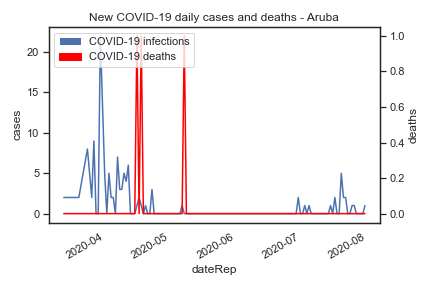 New COVID-19 daily cases and deaths - Aruba
COVID-19 infections
COVID-19 deaths
20
15
10
5
0
cases
1.0
0.8
0.6
0.4
0.2
0.0
deaths
2020-04
2020-05
2020-06
2020-07
2020-08
dateRep